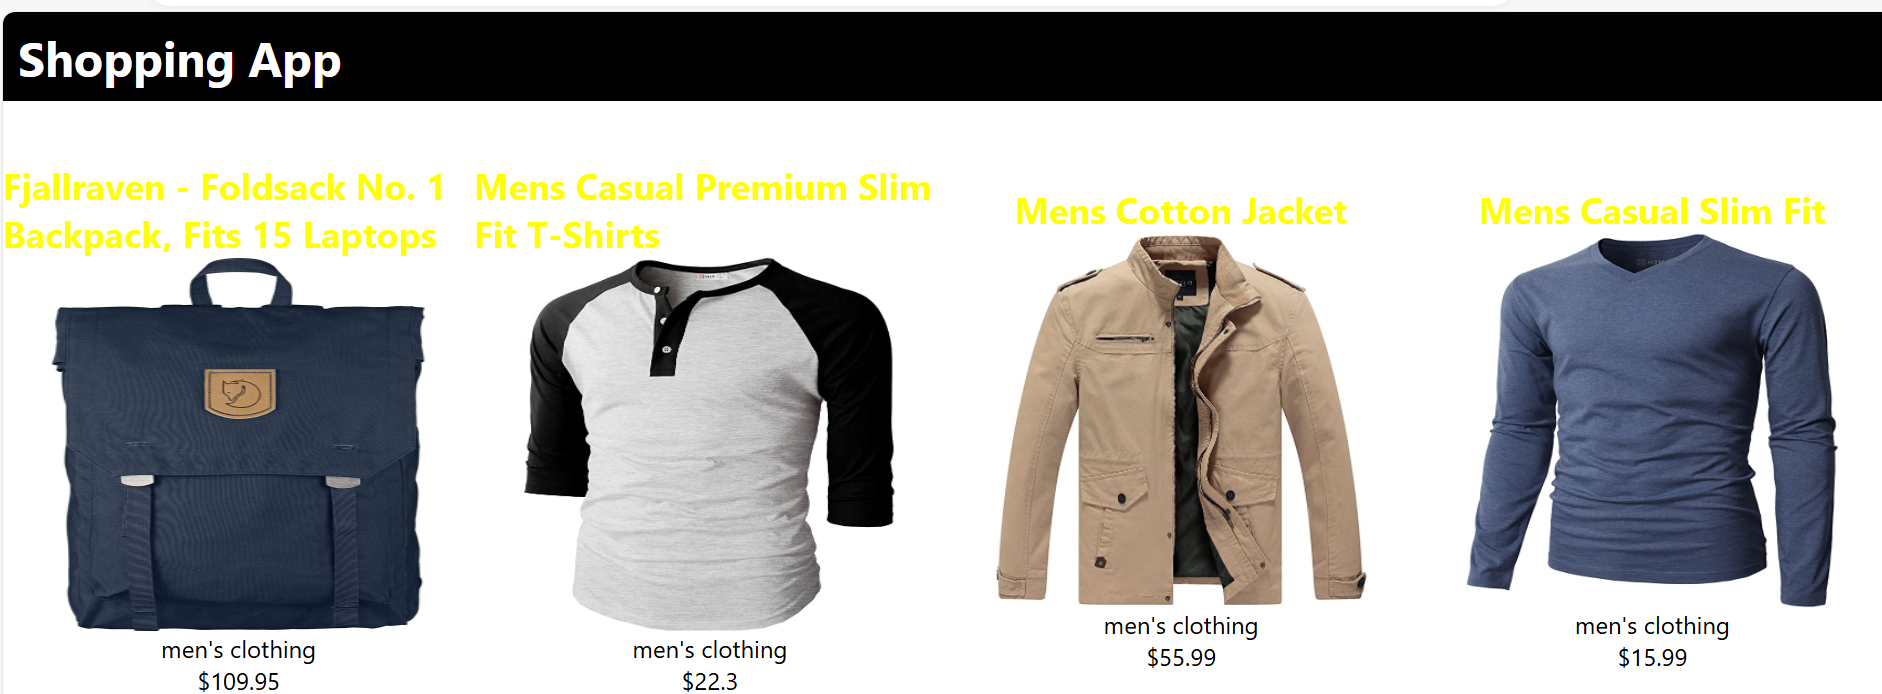 Shopping App
Fjallraven - Foldsack No. 1
Backpack, Fits 15 Laptops
men's clothing
$109.95
Mens Casual Premium Slim
Fit T-Shirts
men's clothing
$22.3
Mens Cotton Jacket
men's clothing
$55.99
Mens Casual Slim Fit
men's clothing
$15.99